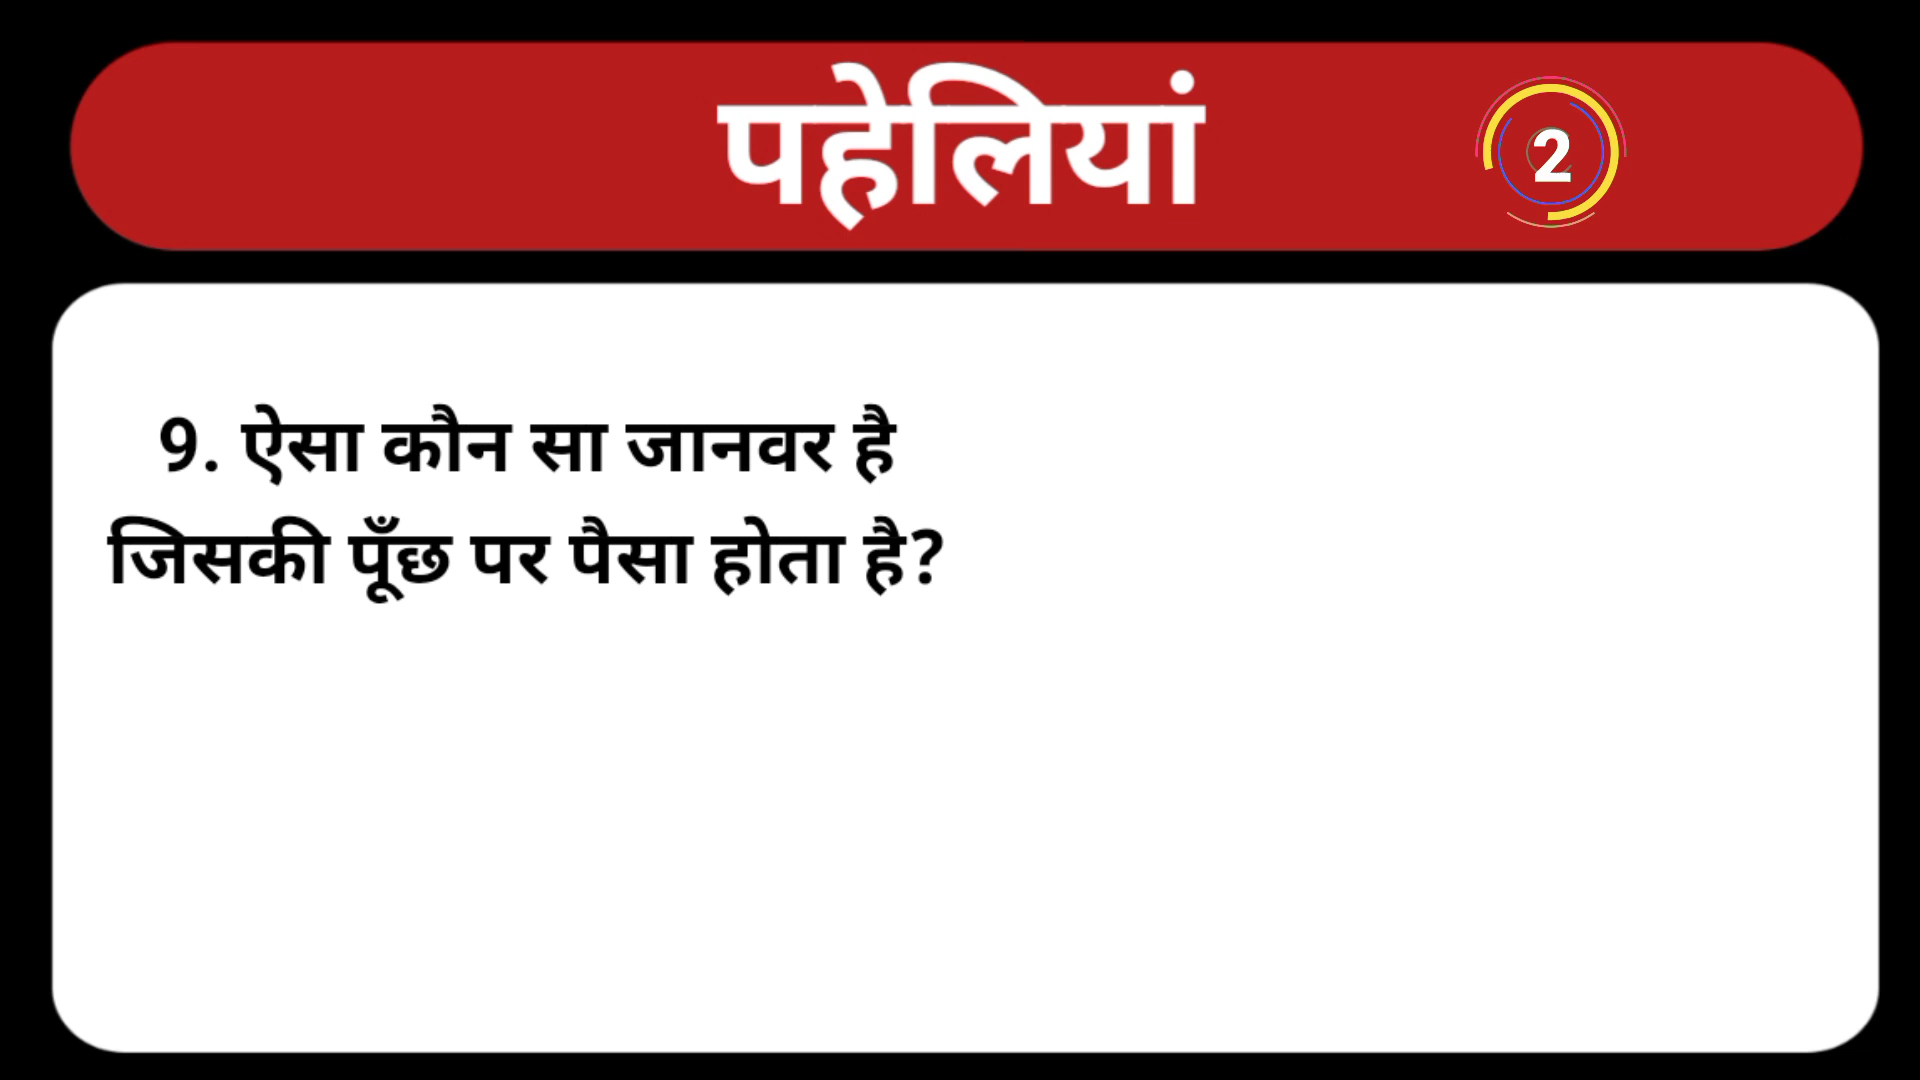 पहेलियां
2
9. ऐसा कौन सा जानवर है
जिसकी पूँछ पर पैसा होता है?